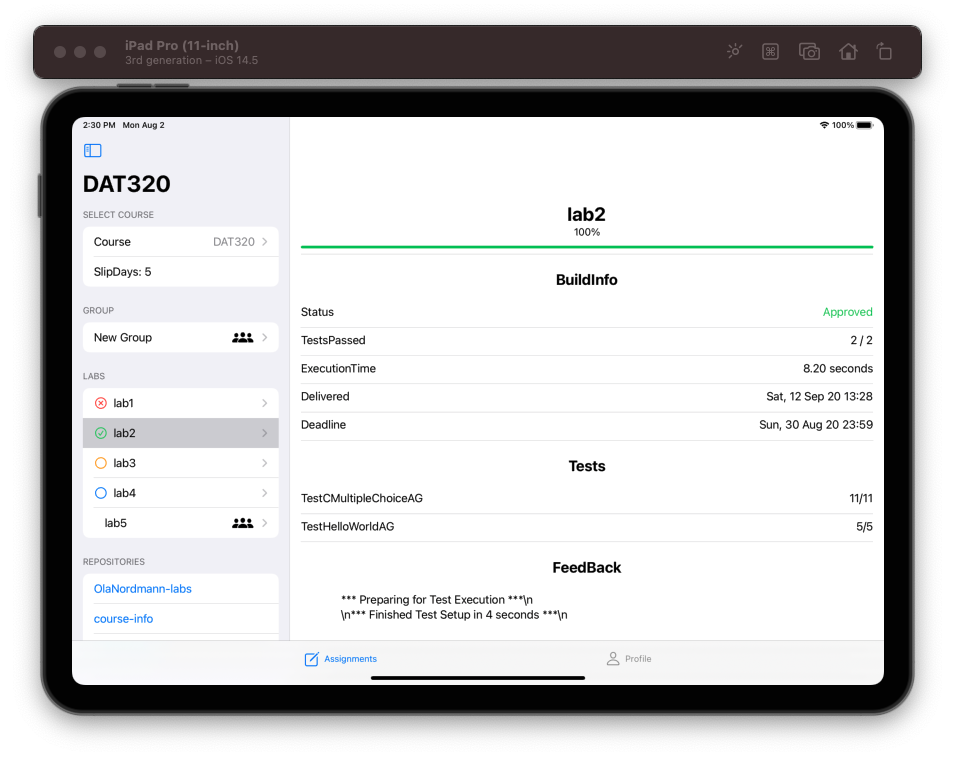 iPad Pro (11-inch)
3rd generation – iOS 14.5
2:30 PM Mon Aug 2
100%
DAT320
SELECT COURSE
Course DAT320
SlipDays: 5
GROUP
New Group
LABS
lab1
lab2
lab3
lab4
lab5
REPOSITORIES
OlaNordmann-labs
course-info
lab2
100%
BuildInfo
Status Approved
TestsPassed 2 / 2
ExecutionTime 8.20 seconds
Delivered Sat, 12 Sep 20 13:28
Deadline Sun, 30 Aug 20 23:59
Tests
TestCMultipleChoiceAG 11/11
TestHelloWorldAG 5/5
FeedBack
*** Preparing for Test Execution ***\n
\n*** Finished Test Setup in 4 seconds ***\n
Assignments
Profile